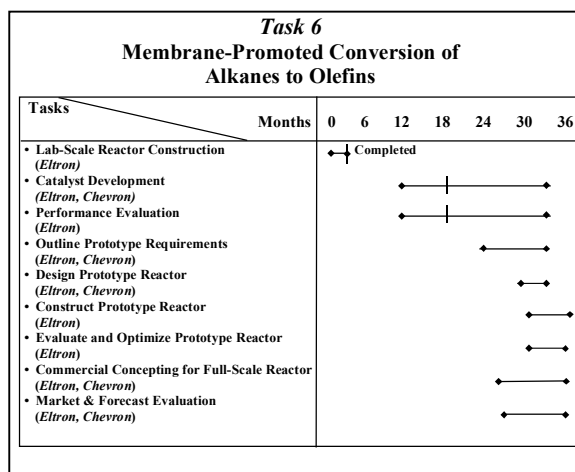 Task 6
Membrane-Promoted Conversion of
Alkanes to Olefins
Tasks
Months 0 6 12 18 24 30 36
• Lab-Scale Reactor Construction
(Eltron)
Completed
• Catalyst Development
(Eltron, Chevron)
• Performance Evaluation
(Eltron)
• Outline Prototype Requirements
(Eltron, Chevron)
• Design Prototype Reactor
(Eltron, Chevron)
• Construct Prototype Reactor
(Eltron)
• Evaluate and Optimize Prototype Reactor
(Eltron)
• Commercial Concepting for Full-Scale Reactor
(Eltron, Chevron)
• Market & Forecast Evaluation
(Eltron, Chevron)